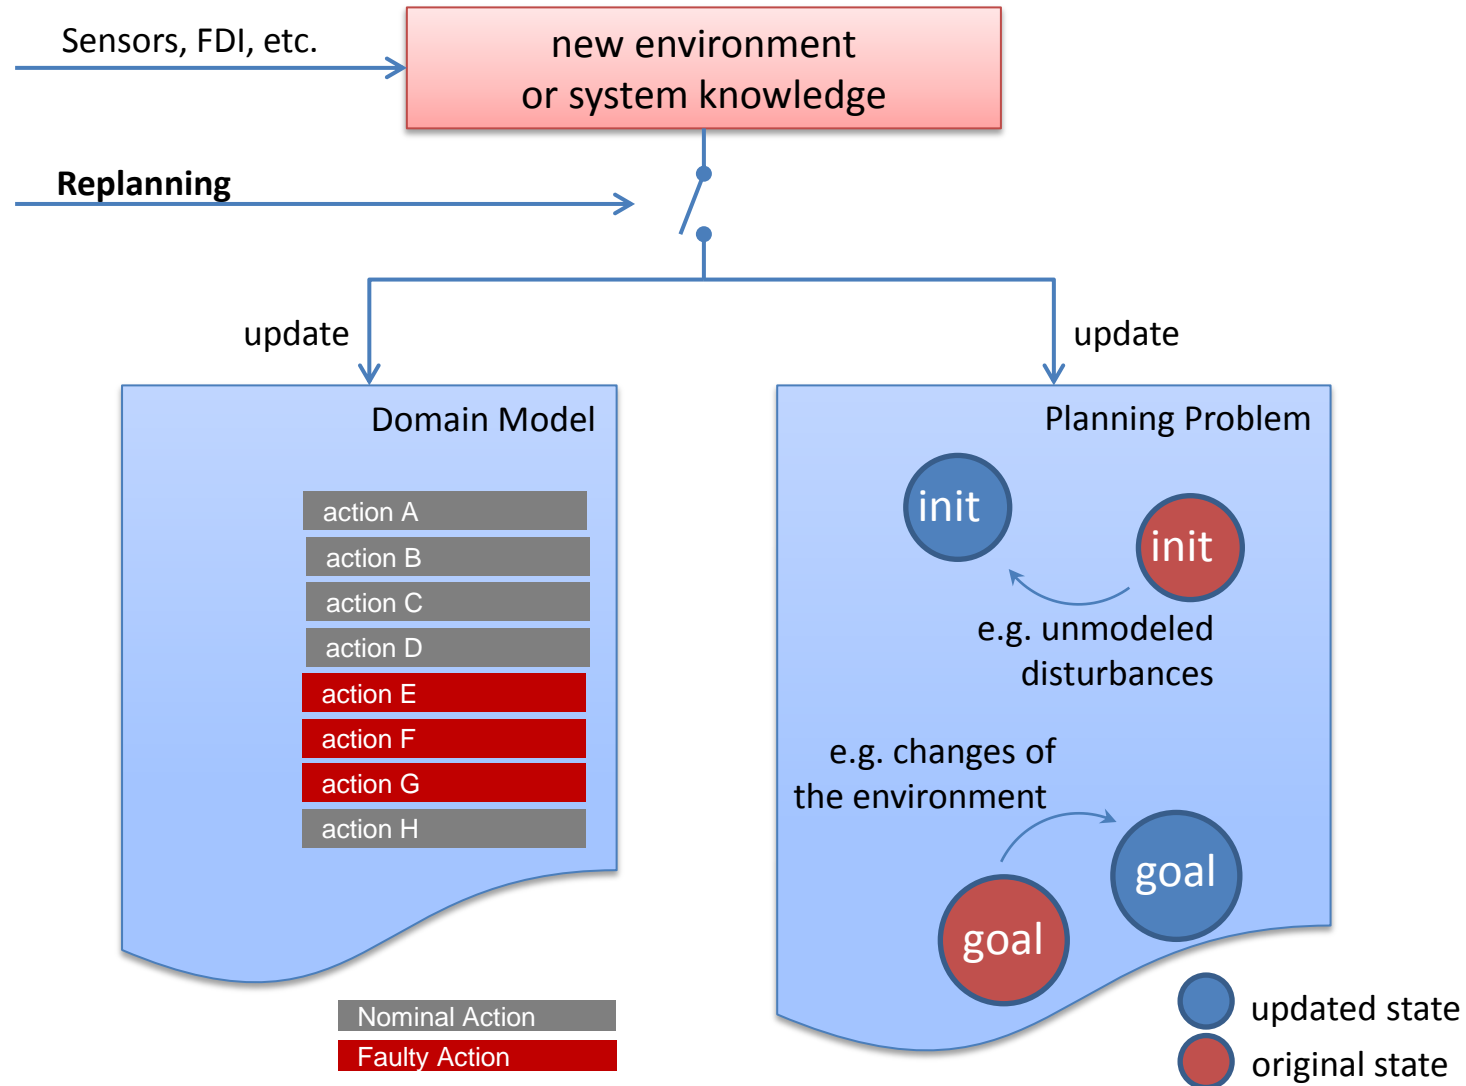 Sensors, FDI, etc.
new environment
or system knowledge
Replanning
update
update
Domain Model
action A
action B
action C
action D
action E
action F
action G
action H
Nominal Action
Faulty Action
Planning Problem
init
init
e.g. unmodeled
disturbances
e.g. changes of
the environment
goal
goal
updated state
original state